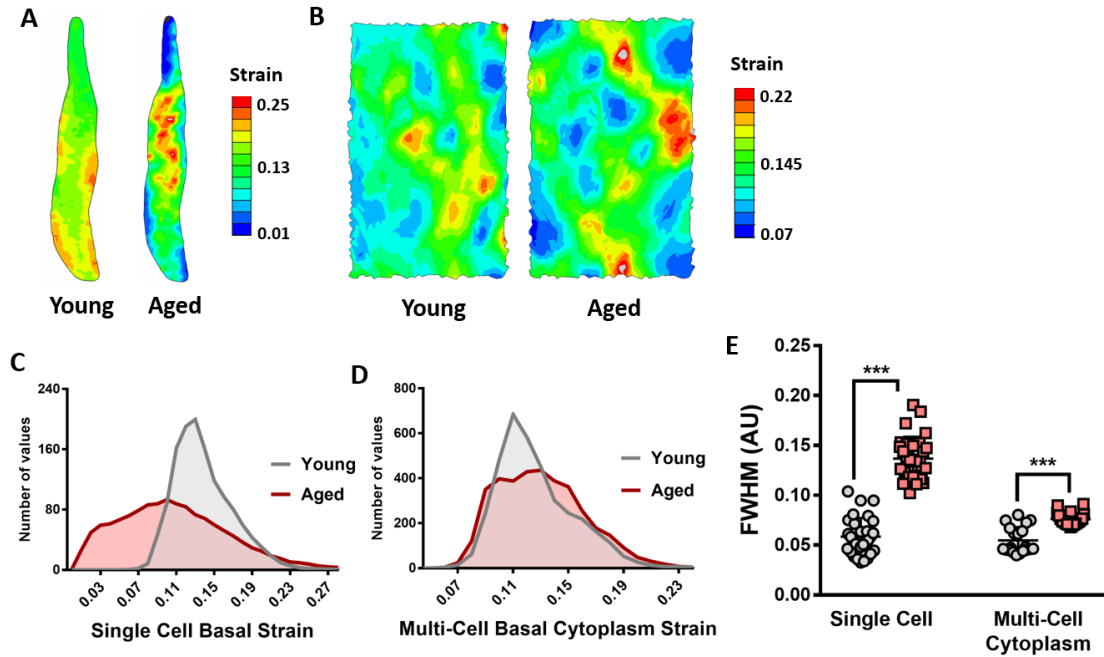 A
B
Strain
0.25
0.13
0.01
Young
Aged
Strain
0.22
0.145
0.07
Young
Aged
C
Number of values
240
160
80
0
Young
Aged
0.03 0.07 0.11 0.15 0.19 0.23 0.27
Single Cell Basal Strain
D
Number of values
800
600
400
200
0
Young
Aged
0.07 0.11 0.15 0.19 0.23
Multi-Cell Basal Cytoplasm Strain
E
FWHM (AU)
0.25
0.20
0.15
0.10
0.05
0.00
***
***
Single Cell
Multi-Cell
Cytoplasm